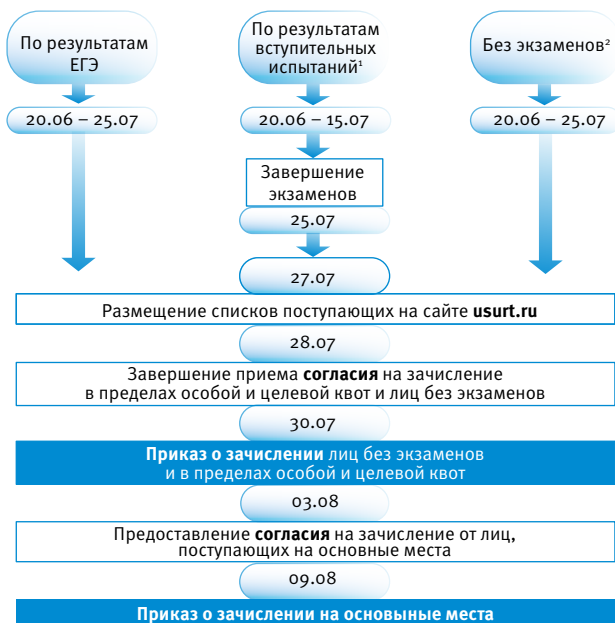 По результатам
ЕГЭ
По результатам
вступительных
испытаний¹
Без экзаменов²
20.06 – 25.07
20.06 – 15.07
20.06 – 25.07
Завершение
экзаменов
25.07
27.07
Размещение списков поступающих на сайте usurt.ru
28.07
Завершение приема согласия на зачисление
в пределах особой и целевой квот и лиц без экзаменов
30.07
Приказ о зачислении лиц без экзаменов
и в пределах особой и целевой квот
03.08
Предоставление согласия на зачисление от лиц,
поступающих на основные места
09.08
Приказ о зачислении на основыные места